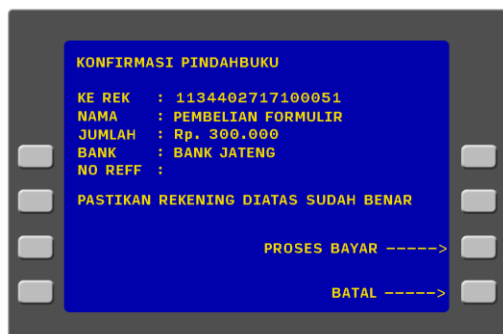 KONFIRMASI PINDAHBUKU
KE REK : 1134402717100051
NAMA : PEMBELIAN FORMULIR
JUMLAH : Rp. 300.000
BANK : BANK JATENG
NO REFF :
PASTIKAN REKENING DIATAS SUDAH BENAR
PROSES BAYAR ----->
BATAL ----->